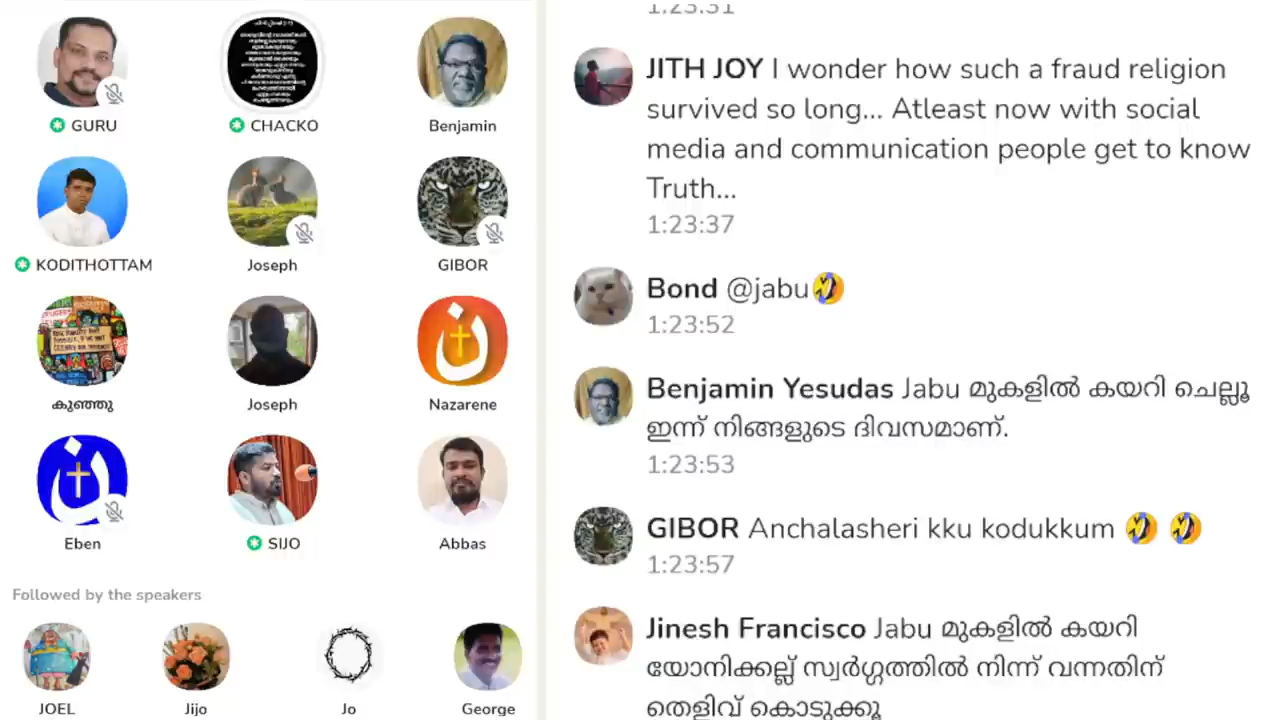 GURU
CHACKO
Benjamin
KODITHOTTAM
Joseph
GIBOR
കുഞ്ഞു
Joseph
Nazarene
Eben
SIJO
Abbas
Followed by the speakers
JOEL
Jijo
Jo
George
1:23:31
JITH JOY I wonder how such a fraud religion
survived so long... Atleast now with social
media and communication people get to know
Truth...
1:23:37
Bond @jabu🤣
1:23:52
Benjamin Yesudas Jabu മുകളിൽ കയറി ചെല്ലൂ
ഇന്ന് നിങ്ങളുടെ ദിവസമാണ്.
1:23:53
GIBOR Anchalasheri kku kodukkum 🤣 🤣
1:23:57
Jinesh Francisco Jabu മുകളിൽ കയറി
യോനിക്കല്ല് സ്വർഗ്ഗത്തിൽ നിന്ന് വന്നതിന്
തെളിവ് കൊടുക്കൂ